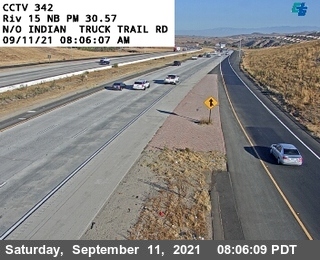 CCTV 342
Riv 15 NB PM 30.57
N/O INDIAN TRUCK TRAIL RD
09/11/21 08:06:07 AM
Saturday, September 11, 2021 08:06:09 PDT